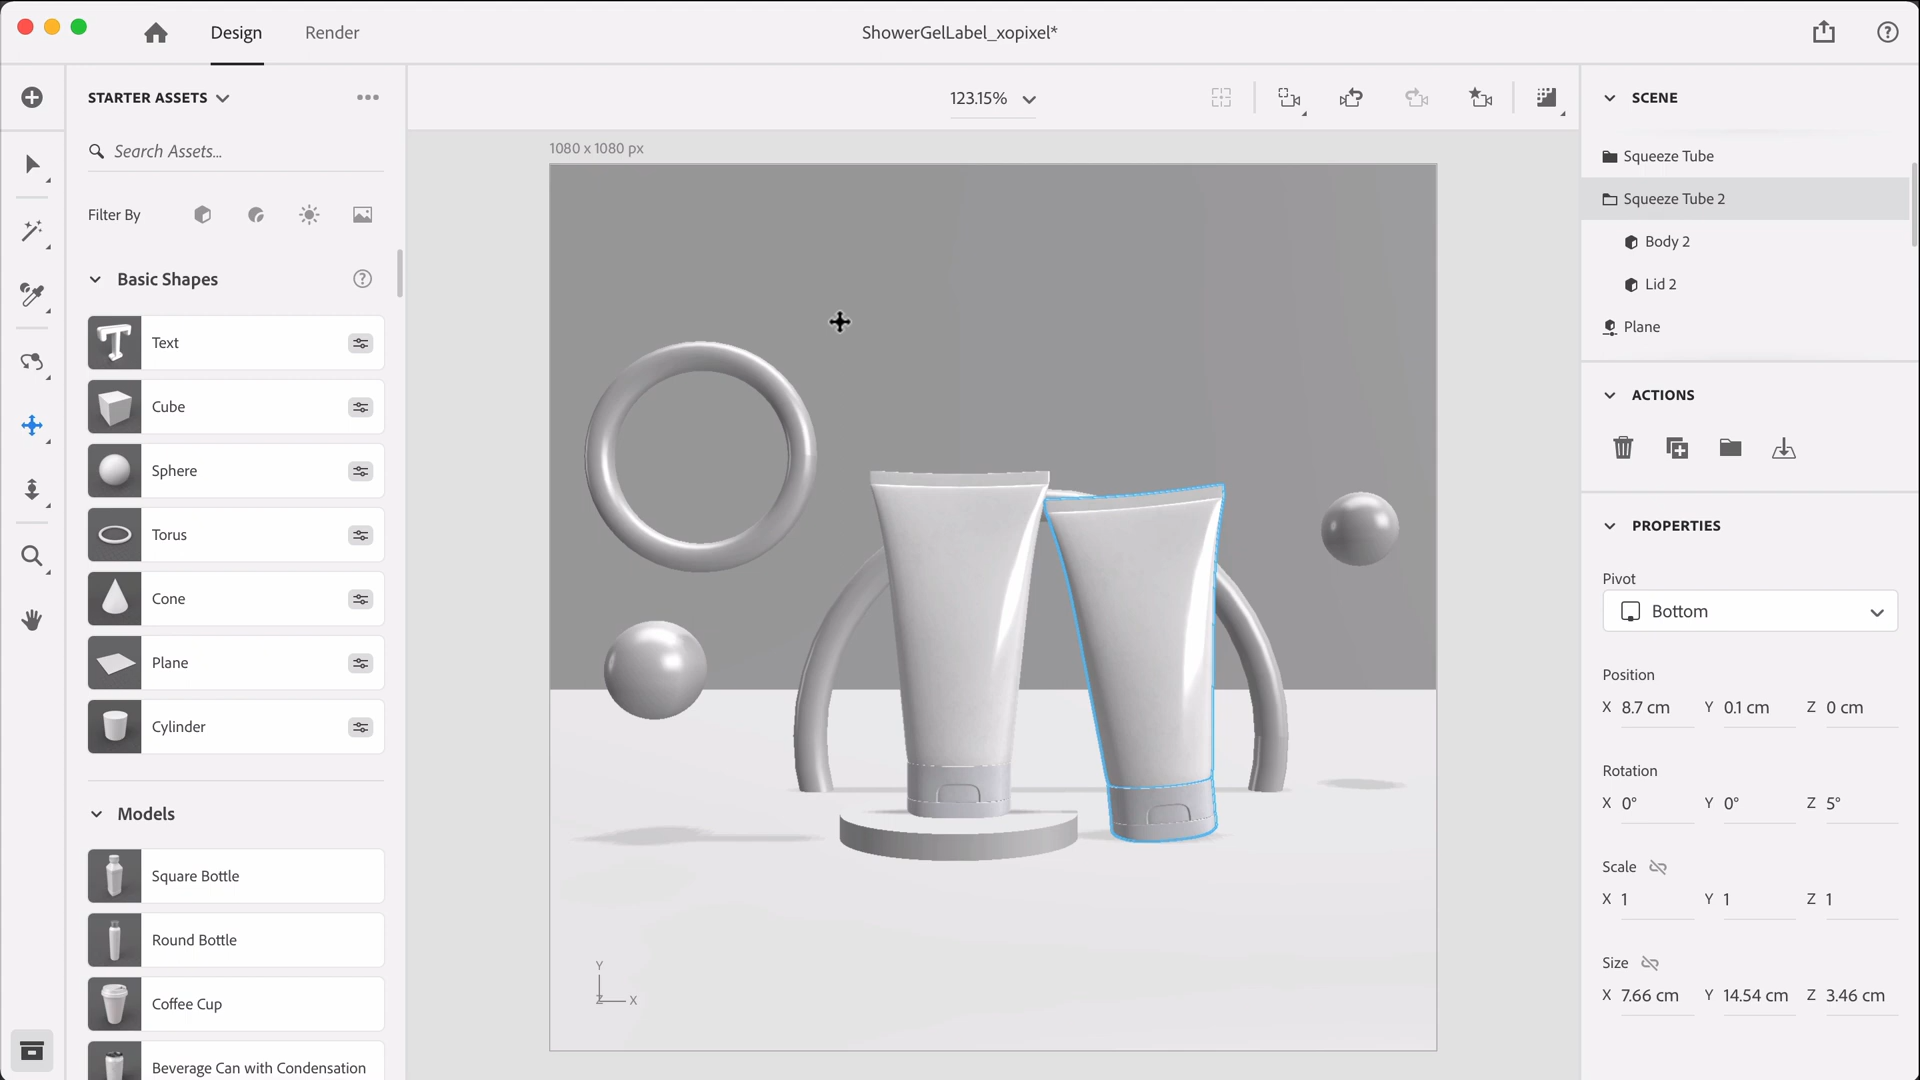 Design
Render
ShowerGelLabel_xopixel*
STARTER ASSETS
Search Assets...
Filter By
Basic Shapes
Text
Cube
Sphere
Torus
Cone
Plane
Cylinder
Models
Square Bottle
Round Bottle
Coffee Cup
Beverage Can with Condensation
123.15%
1080 x 1080 px
Y
Z X
SCENE
Squeeze Tube
Squeeze Tube 2
Body 2
Lid 2
Plane
ACTIONS
PROPERTIES
Pivot
Bottom
Position
X 8.7 cm Y 0.1 cm Z 0 cm
Rotation
X 0° Y 0° Z 5°
Scale
X 1 Y 1 Z 1
Size
X 7.66 cm Y 14.54 cm Z 3.46 cm